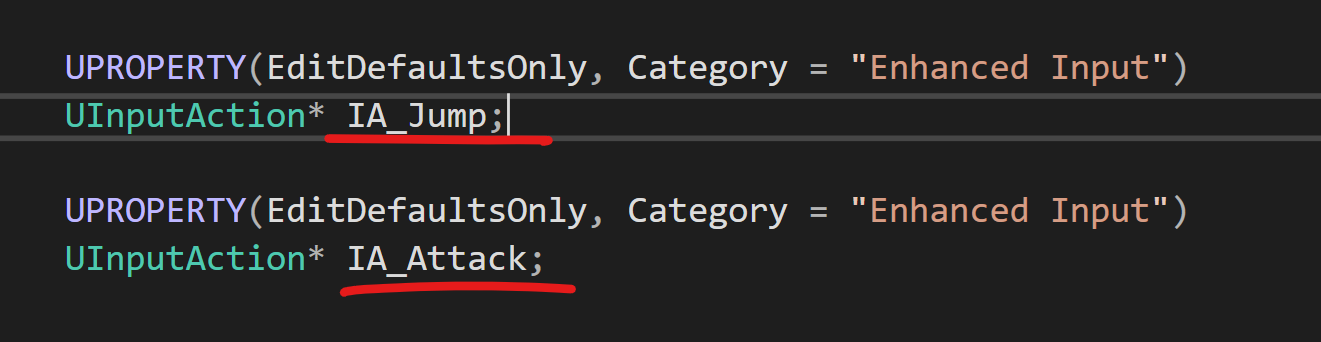 UPROPERTY(EditDefaultsOnly, Category = "Enhanced Input")
UInputAction* IA_Jump;
UPROPERTY(EditDefaultsOnly, Category = "Enhanced Input")
UInputAction* IA_Attack;